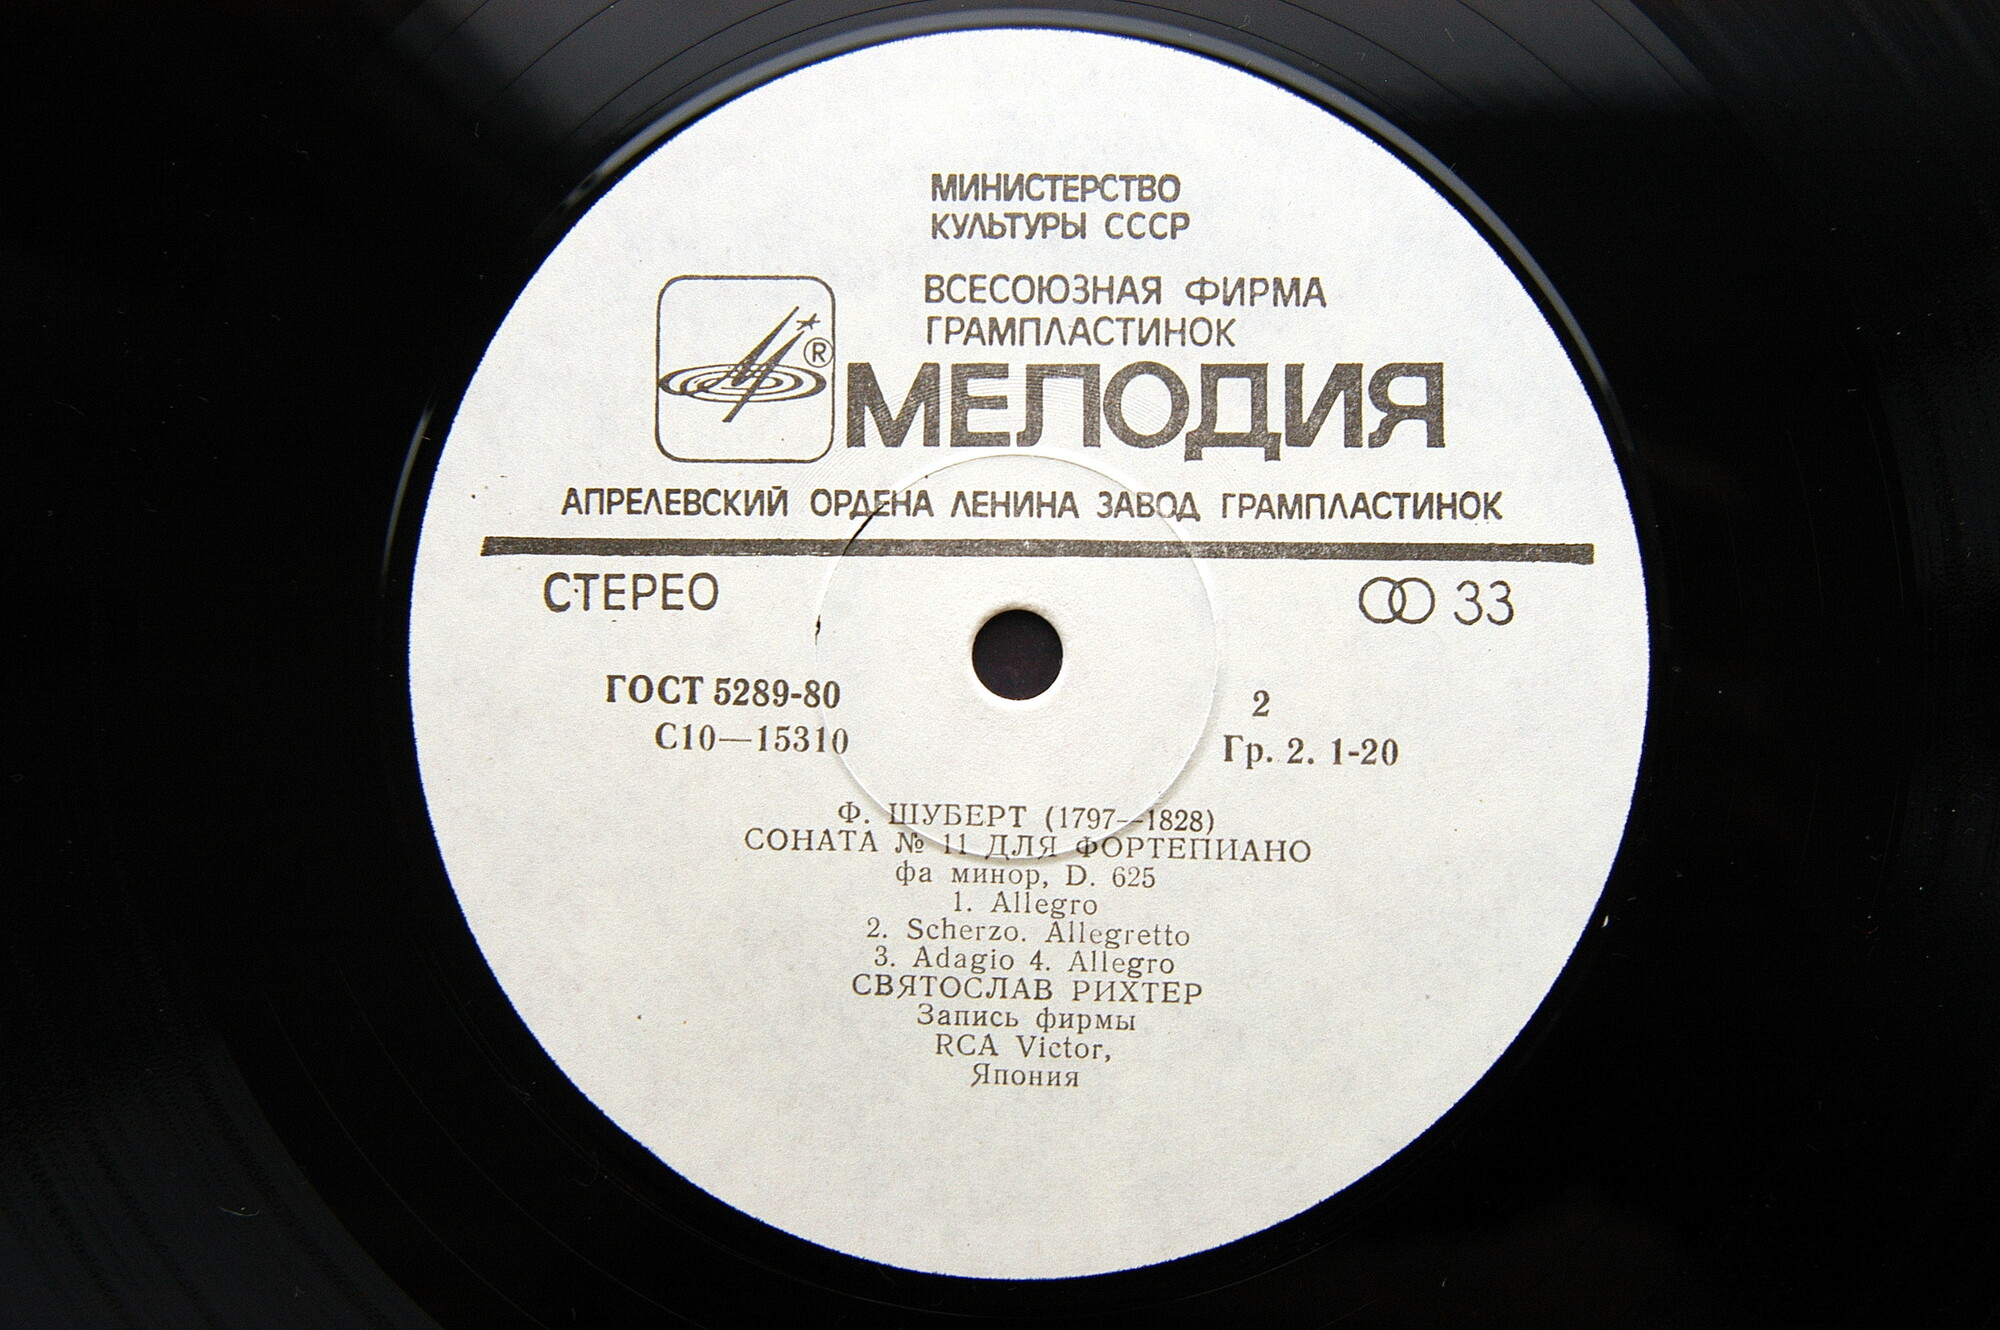 МИНИСТЕРСТВО
КУЛЬТУРЫ СССР
ВСЕСОЮЗНАЯ ФИРМА
ГРАМПЛАСТИНОК
®
МЕЛОДИЯ
АПРЕЛЕВСКИЙ ОРДЕНА ЛЕНИНА ЗАВОД ГРАМПЛАСТИНОК
СТЕРЕО
33
ГОСТ 5289-80
2
С10—15310
Гр. 2. 1-20
Ф. ШУБЕРТ (1797—1828)
СОНАТА № 11 ДЛЯ ФОРТЕПИАНО
фа минор, D. 625
1. Allegro
2. Scherzo. Allegretto
3. Adagio 4. Allegro
СВЯТОСЛАВ РИХТЕР
Запись фирмы
RCA Victor,
Япония